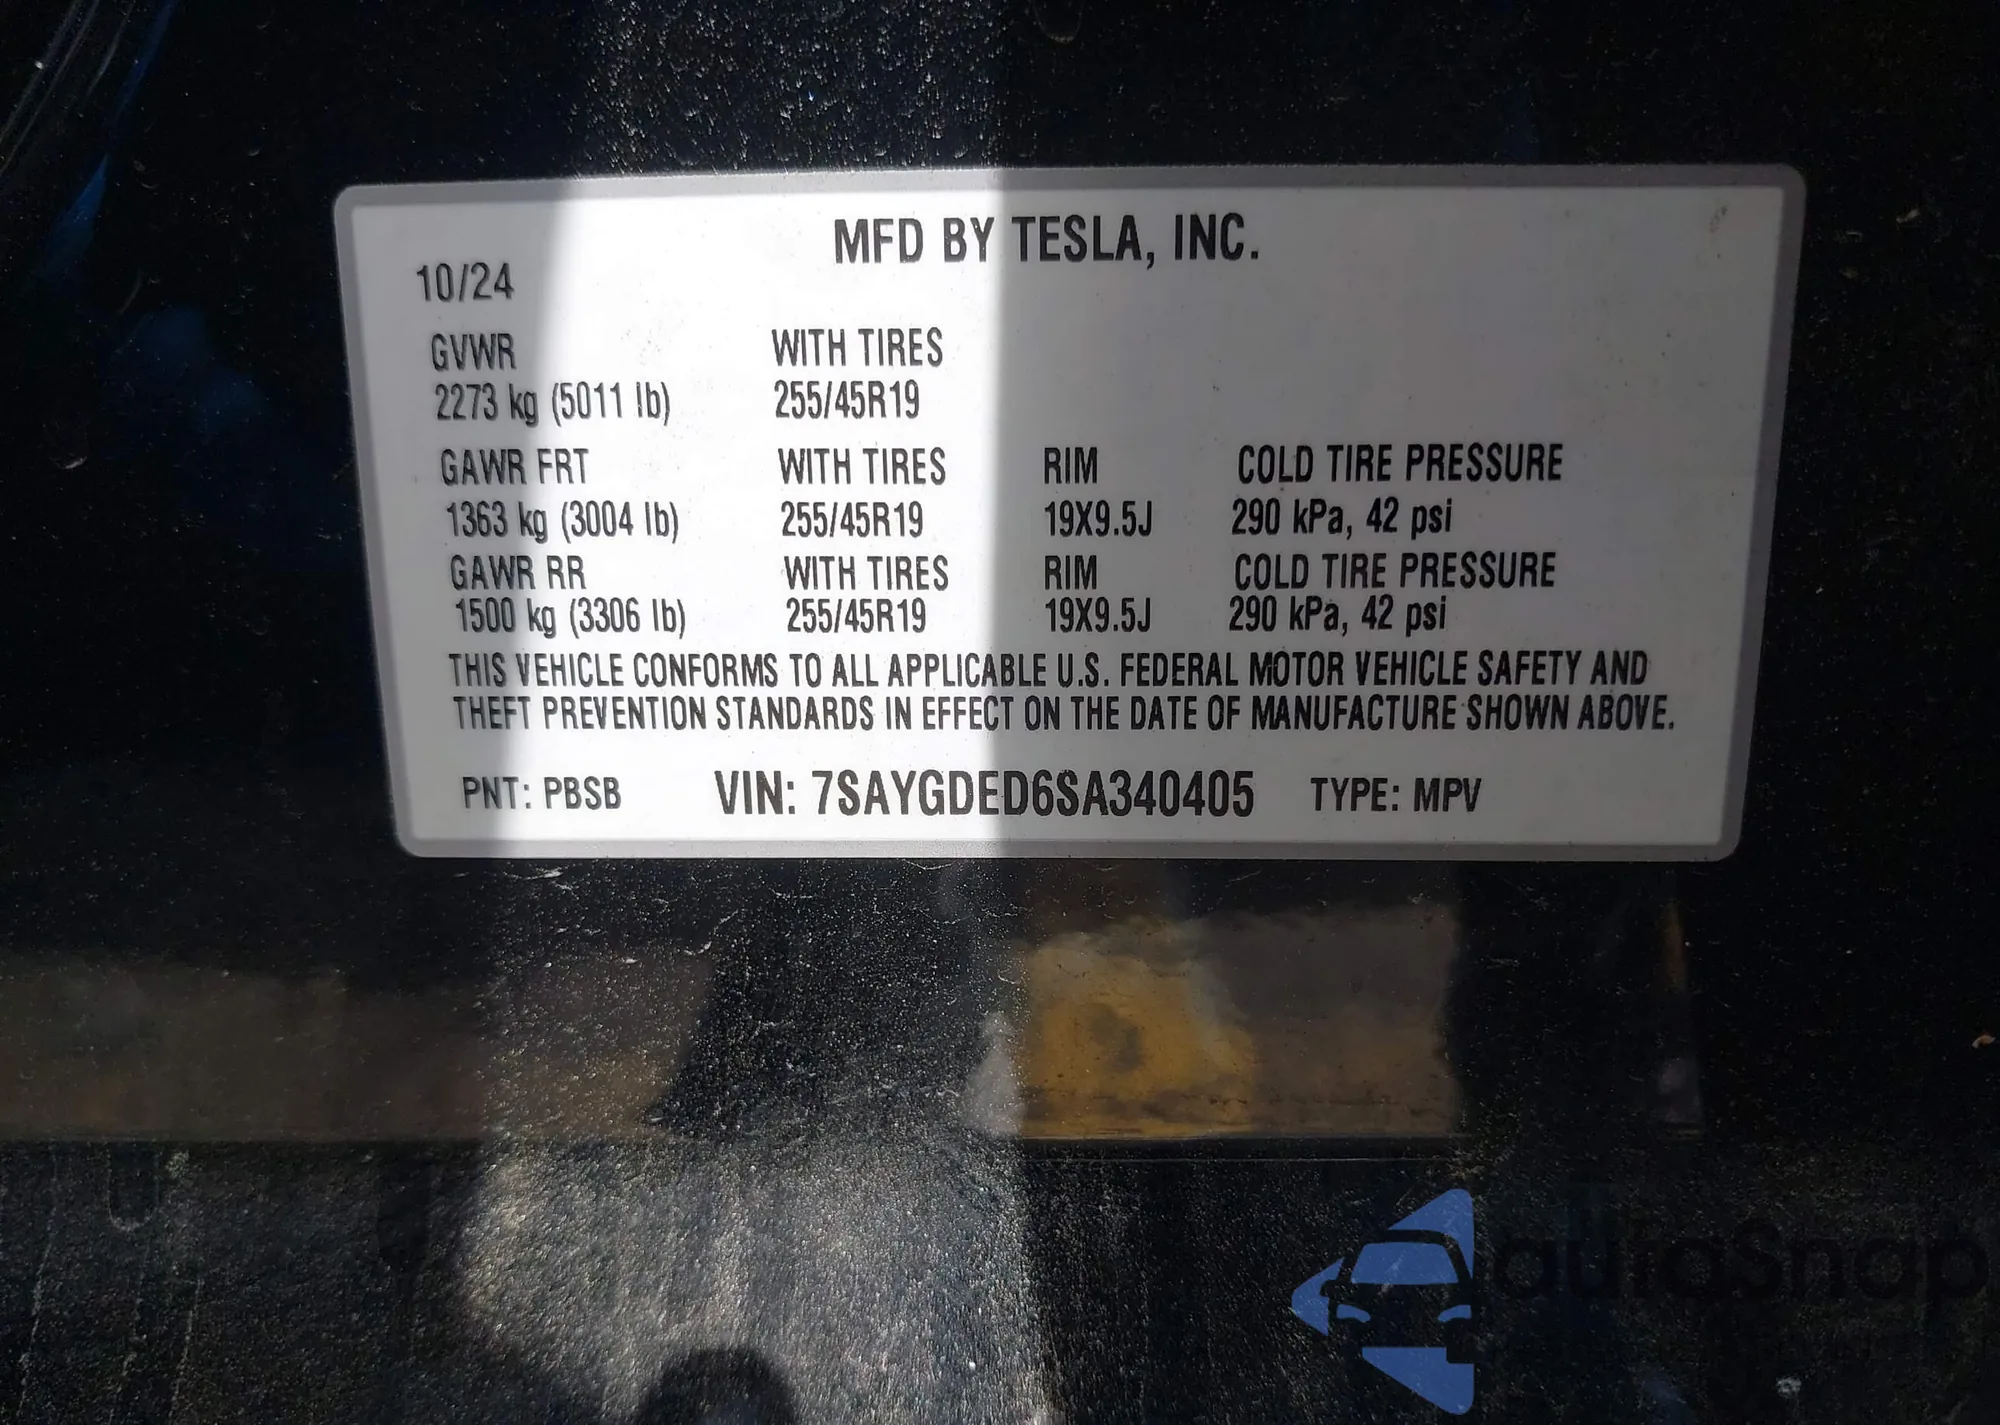 MFD BY TESLA, INC.
10/24
GVWR WITH TIRES
2273 kg (5011 lb) 255/45R19
GAWR FRT WITH TIRES RIM COLD TIRE PRESSURE
1363 kg (3004 lb) 255/45R19 19X9.5J 290 kPa, 42 psi
GAWR RR WITH TIRES RIM COLD TIRE PRESSURE
1500 kg (3306 lb) 255/45R19 19X9.5J 290 kPa, 42 psi
THIS VEHICLE CONFORMS TO ALL APPLICABLE U.S. FEDERAL MOTOR VEHICLE SAFETY AND
THEFT PREVENTION STANDARDS IN EFFECT ON THE DATE OF MANUFACTURE SHOWN ABOVE.
PNT: PBSB VIN: 7SAYGDED6SA340405 TYPE: MPV
autoSnap